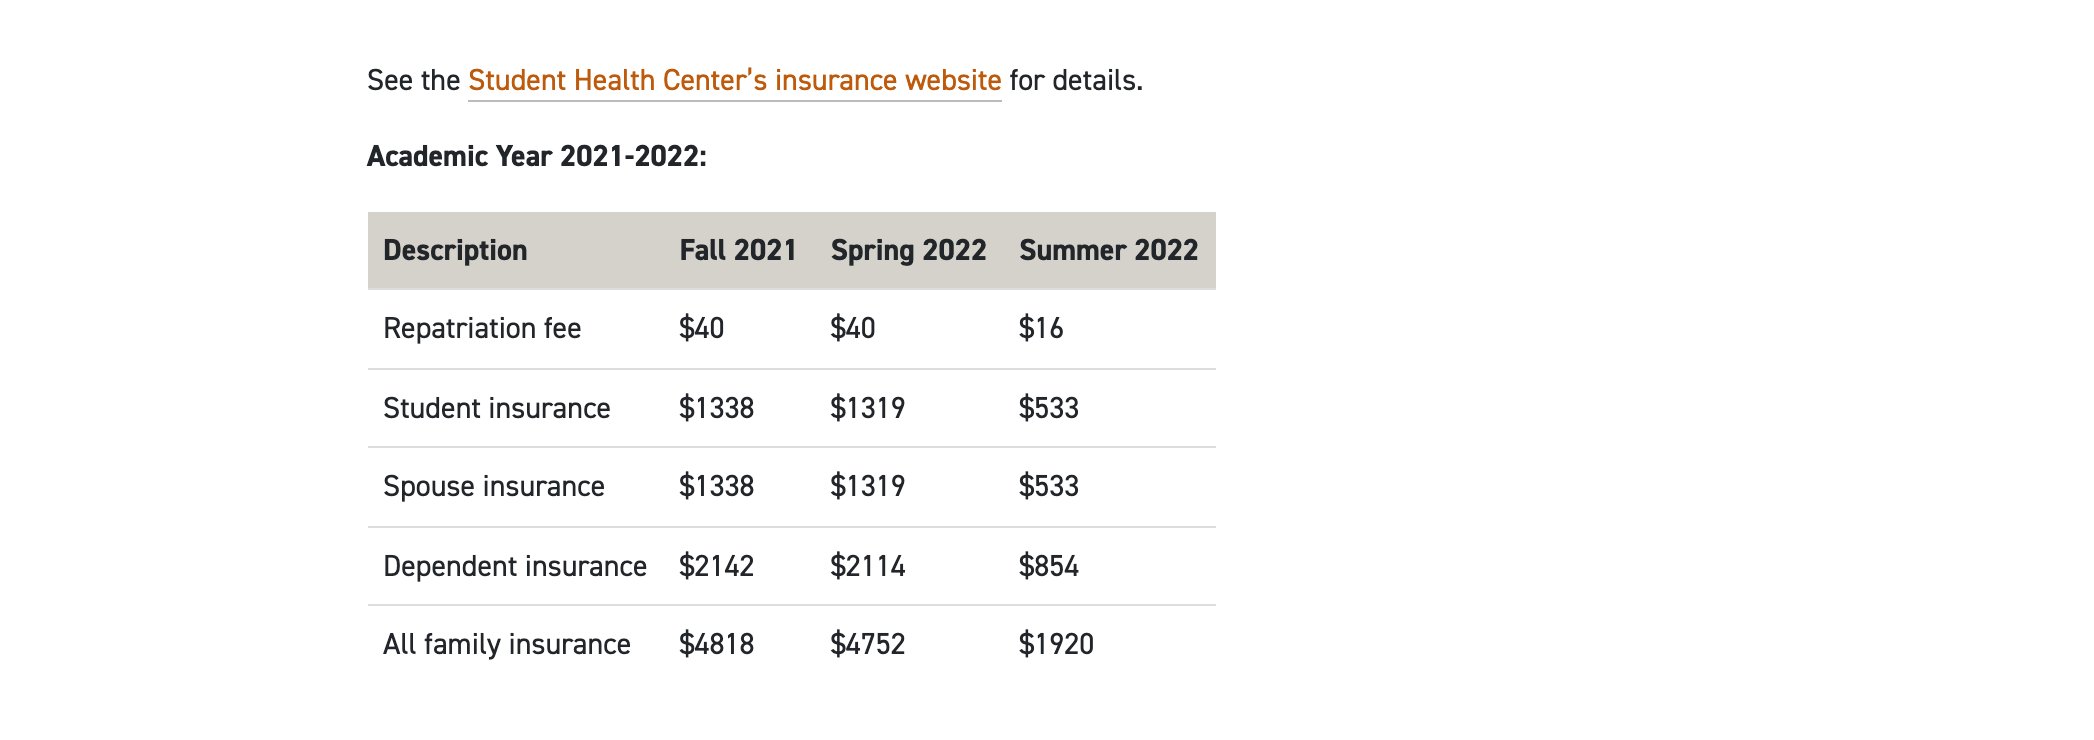 See the Student Health Center's insurance website for details.
Academic Year 2021-2022:
Description Fall 2021 Spring 2022 Summer 2022
Repatriation fee $40 $40 $16
Student insurance $1338 $1319 $533
Spouse insurance $1338 $1319 $533
Dependent insurance $2142 $2114 $854
All family insurance $4818 $4752 $1920